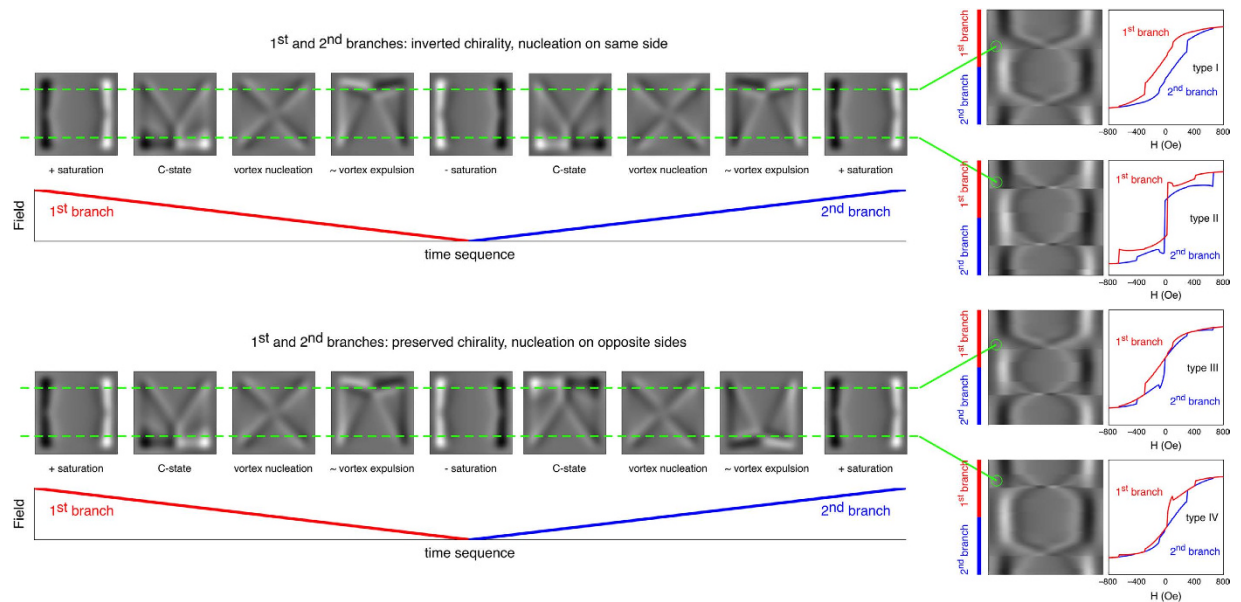 1st and 2nd branches: inverted chirality, nucleation on same side
+ saturation
C-state
vortex nucleation
~ vortex expulsion
- saturation
C-state
vortex nucleation
~ vortex expulsion
+ saturation
Field
1st branch
2nd branch
time sequence
1st and 2nd branches: preserved chirality, nucleation on opposite sides
+ saturation
C-state
vortex nucleation
~ vortex expulsion
- saturation
C-state
vortex nucleation
~ vortex expulsion
+ saturation
Field
1st branch
2nd branch
time sequence
1st branch
2nd branch
1st branch
type I
2nd branch
-800 -400 0 400 800
H (Oe)
1st branch
2nd branch
1st branch
type II
2nd branch
-800 -400 0 400 800
H (Oe)
1st branch
2nd branch
1st branch
type III
2nd branch
-800 -400 0 400 800
H (Oe)
1st branch
2nd branch
1st branch
type IV
2nd branch
-800 -400 0 400 800
H (Oe)